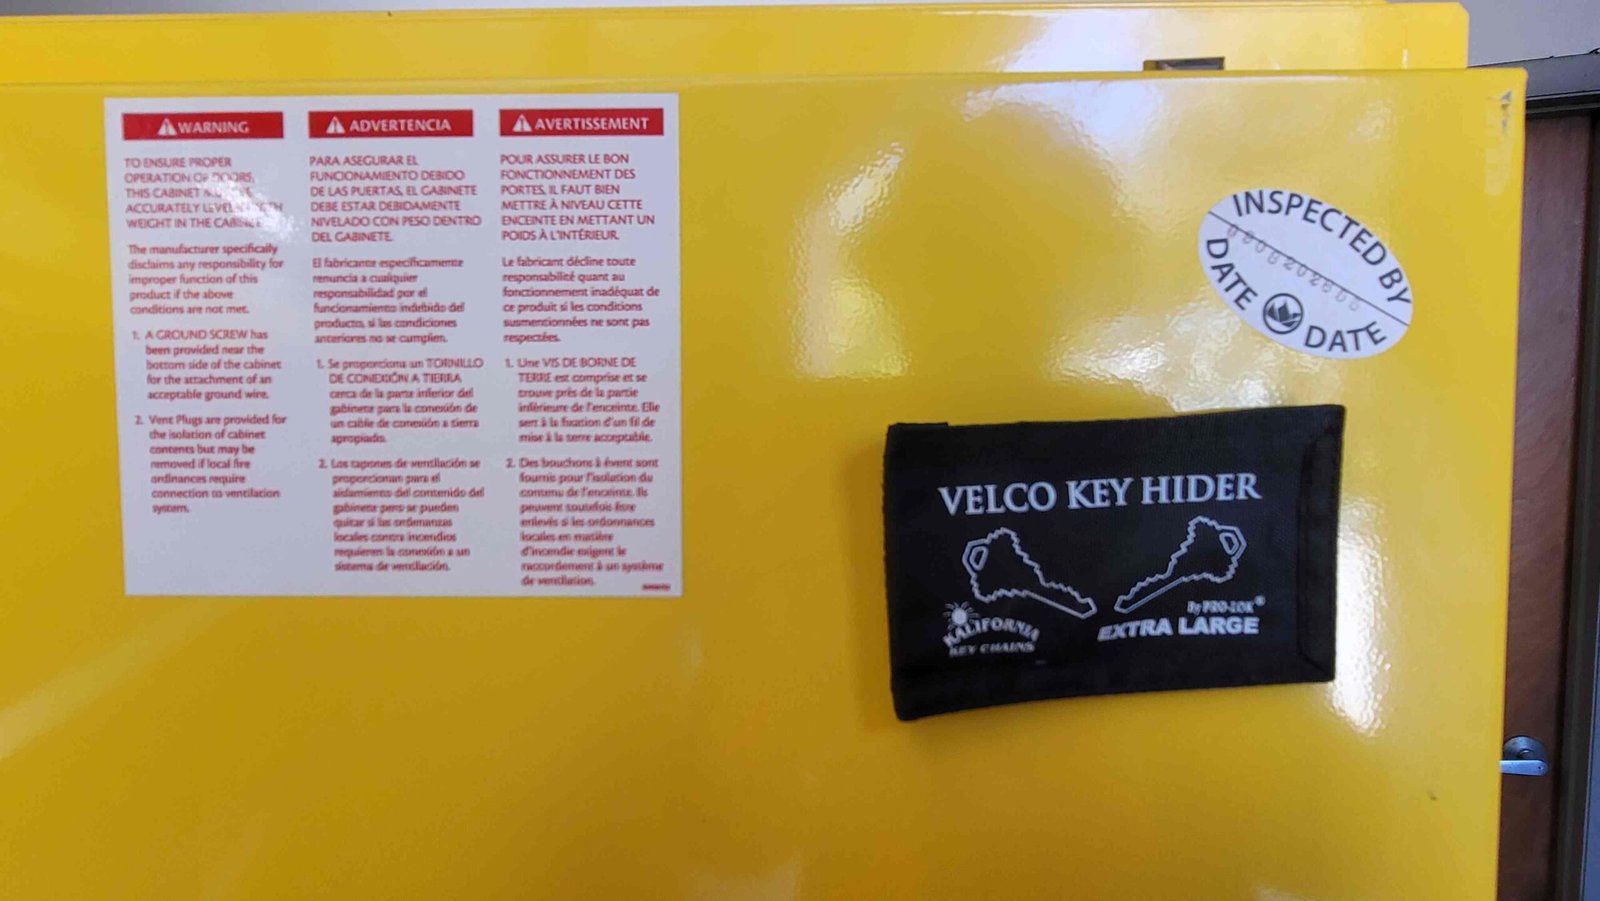 WARNING
TO ENSURE PROPER
OPERATION OF DOORS,
THIS CABINET
ACCURATELY
WEIGHT IN THE
The manufacturer specifically
disclaims any responsibility for
improper function of this
product if the above
conditions are not met.
1. A GROUND SCREW has
been provided near the
bottom side of the cabinet
for the attachment of an
acceptable ground wire.
2. Vent Plugs are provided for
the isolation of cabinet
contents but may be
removed if local fire
ordinances require
connection to ventilation
system.
ADVERTENCIA
PARA ASEGURAR EL
FUNCIONAMIENTO DEBIDO
DE LAS PUERTAS, EL GABINETE
DEBE ESTAR DEBIDAMENTE
NIVELADO CON PESO DENTRO
DEL GABINETE.
El fabricante específicamente
renuncia a cualquier
responsabilidad por el
funcionamiento indebido del
producto, si las condiciones
anteriores no se cumplen.
1. Se proporciona un TORNILLO
DE CONEXIÓN A TIERRA
cerca de la parte inferior del
gabinete para la conexión de
un cable de conexión a tierra
apropiado.
2. Los tapones de ventilación se
proporcionan para el
aislamiento del contenido del
gabinete pero se pueden
quitar si las ordenanzas
locales contra incendios
requieren la conexión a un
sistema de ventilación.
AVERTISSEMENT
POUR ASSURER LE BON
FONCTIONNEMENT DES
PORTES, IL FAUT BIEN
METTRE À NIVEAU CETTE
ENCEINTE EN METTANT UN
POIDS À L'INTÉRIEUR.
Le fabricant décline toute
responsabilité quant au
fonctionnement inadéquat de
ce produit si les conditions
susmentionnées ne sont pas
respectées.
1. Une VIS DE BORNE DE
TERRE est comprise et se
trouve près de la partie
inférieure de l'enceinte. Elle
sert à la fixation d'un fil de
mise à la terre acceptable.
2. Des bouchons à évent sont
fournis pour l'isolation du
contenu de l'enceinte. Ils
peuvent toutefois être
enlevés si les ordonnances
locales en matière
d'incendie exigent le
raccordement à un système
de ventilation.
INSPECTED BY
DATE DATE
VELCO KEY HIDER
KALIFORNIA
KEY CHAINS
By PRO-LOK®
EXTRA LARGE